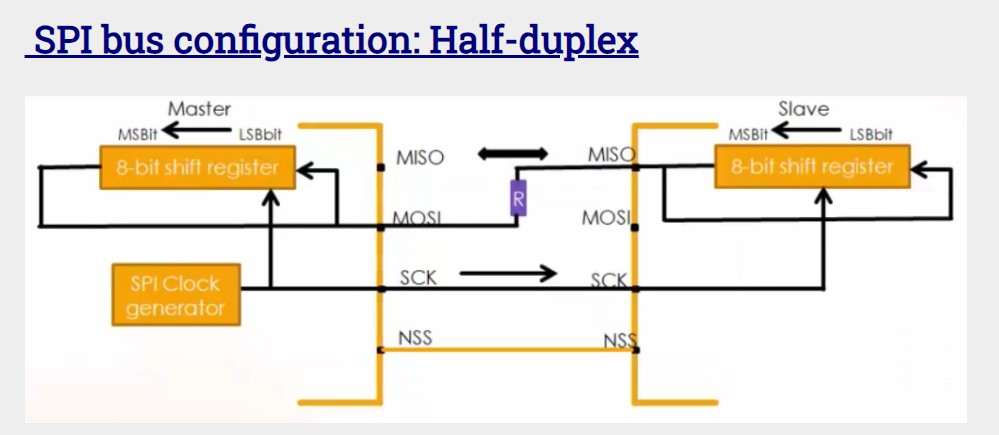 SPI bus configuration: Half-duplex
Master
Slave
MSBit
LSBbit
MSBit
LSBbit
8-bit shift register
8-bit shift register
MISO
MISO
R
MOSI
MOSI
SPI Clock
generator
SCK
SCK
NSS
NSS